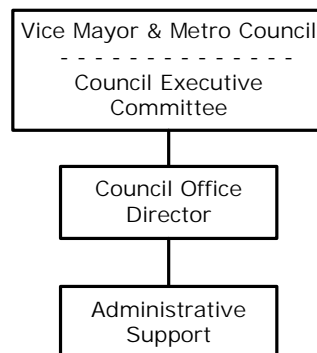 Vice Mayor & Metro Council
- - - - - - - - - - - - - -
Council Executive
Committee
Council Office
Director
Administrative
Support